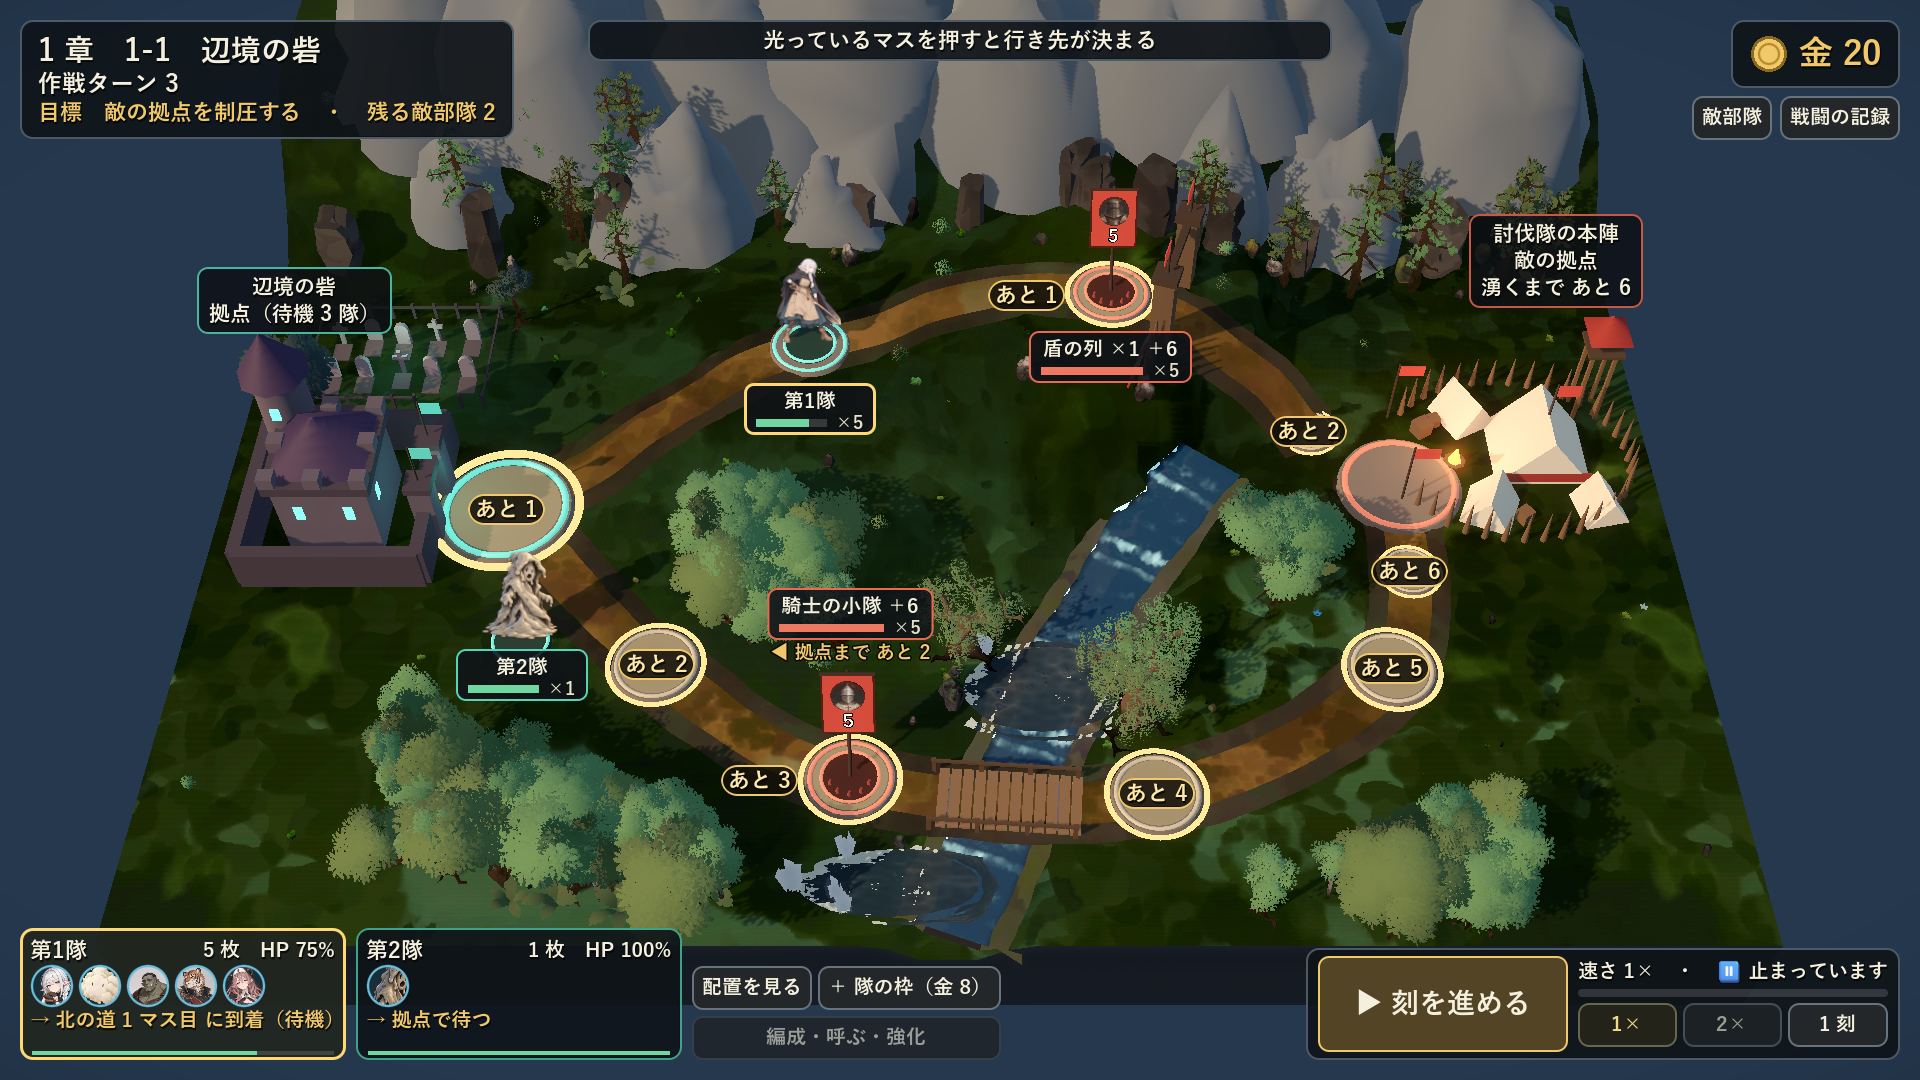 1 章　1-1　辺境の砦
作戦ターン 3
目標　敵の拠点を制圧する　・　残る敵部隊 2
光っているマスを押すと行き先が決まる
金 20
敵部隊
戦闘の記録
辺境の砦
拠点（待機 3 隊）
討伐隊の本陣
敵の拠点
湧くまで あと 6
5
あと 1
盾の列 ×1 ＋6
×5
第1隊
×5
あと 2
あと 1
あと 6
騎士の小隊 ＋6
×5
◀ 拠点まで あと 2
第2隊
×1
あと 2
あと 5
5
あと 3
あと 4
第1隊　5 枚　HP 75%
→ 北の道 1 マス目 に到着（待機）
第2隊　1 枚　HP 100%
→ 拠点で待つ
配置を見る
＋ 隊の枠（金 8）
編成・呼ぶ・強化
▶ 刻を進める
速さ 1×　・　⏸ 止まっています
1×
2×
1 刻